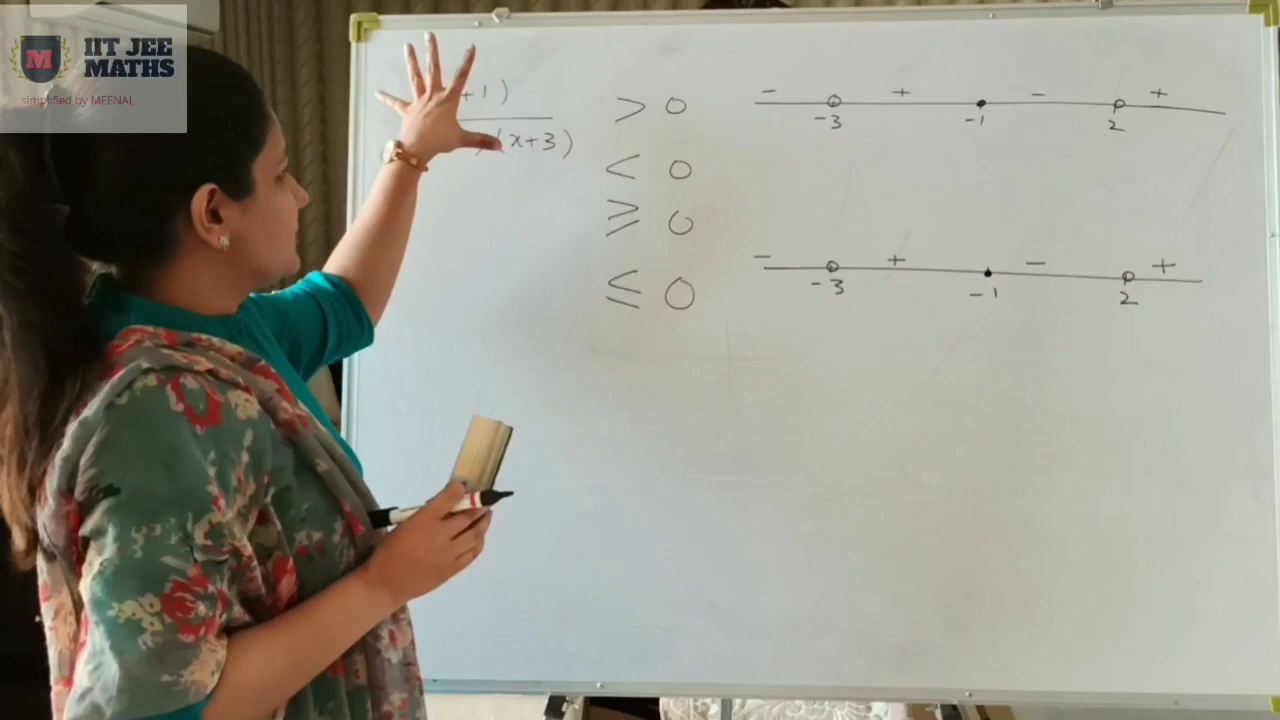 M IIT JEE
MATHS
simplified by MEENAL
+1) > 0
(x+3)
< 0
≥ 0
≤ 0
− + − +
-3 -1 2
− + − +
-3 -1 2